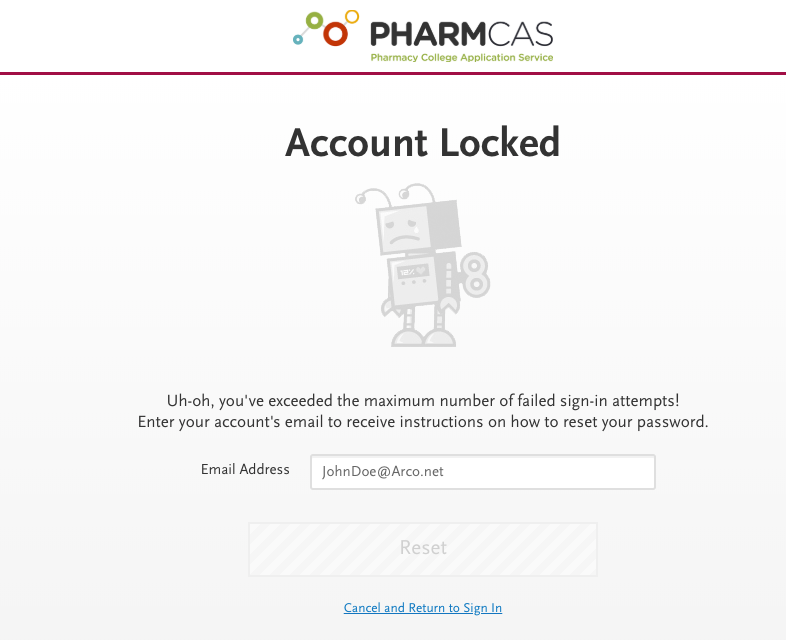 PHARMCAS
Pharmacy College Application Service
Account Locked
Uh-oh, you've exceeded the maximum number of failed sign-in attempts!
Enter your account's email to receive instructions on how to reset your password.
Email Address
JohnDoe@Arco.net
Reset
Cancel and Return to Sign In